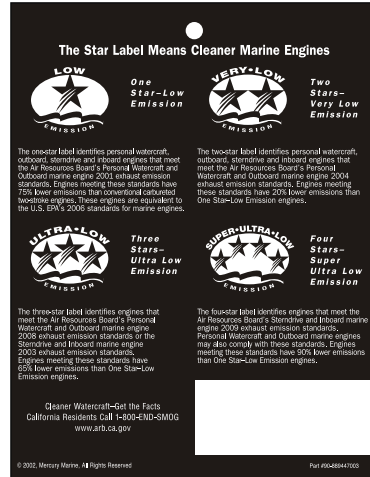 The Star Label Means Cleaner Marine Engines
LOW
EMISSION
One
Star–Low
Emission
The one-star label identifies personal watercraft,
outboard, sterndrive and inboard engines that meet
the Air Resources Board's Personal Watercraft and
Outboard marine engine 2001 exhaust emission
standards. Engines meeting these standards have
75% lower emissions than conventional carbureted
two-stroke engines. These engines are equivalent to
the U.S. EPA's 2006 standards for marine engines.
VERY•LOW
EMISSION
Two
Stars–
Very Low
Emission
The two-star label identifies personal watercraft,
outboard, sterndrive and inboard engines that
meet the Air Resources Board's Personal
Watercraft and Outboard marine engine 2004
exhaust emission standards. Engines meeting
these standards have 20% lower emissions than
One Star–Low Emission engines.
ULTRA•LOW
EMISSION
Three
Stars–
Ultra Low
Emission
The three-star label identifies engines that
meet the Air Resources Board's Personal
Watercraft and Outboard marine engine
2008 exhaust emission standards or the
Sterndrive and Inboard marine engine
2003 exhaust emission standards.
Engines meeting these standards have
65% lower emissions than One Star–Low
Emission engines.
SUPER•ULTRA•LOW
EMISSION
Four
Stars–
Super
Ultra Low
Emission
The four-star label identifies engines that meet the
Air Resources Board's Sterndrive and Inboard marine
engine 2009 exhaust emission standards.
Personal Watercraft and Outboard marine engines
may also comply with these standards. Engines
meeting these standards have 90% lower emissions
than One Star–Low Emission engines.
Cleaner Watercraft–Get the Facts
California Residents Call 1-800-END-SMOG
www.arb.ca.gov
© 2002, Mercury Marine, All Rights Reserved
Part #90-889447003